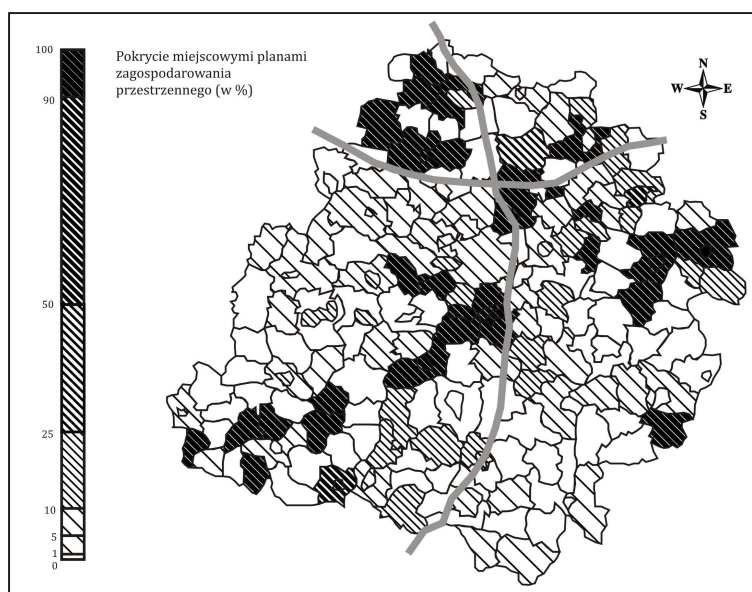 100
90
50
25
10
5
1
0
Pokrycie miejscowymi planami
zagospodarowania
przestrzennego (w %)
N
W E
S